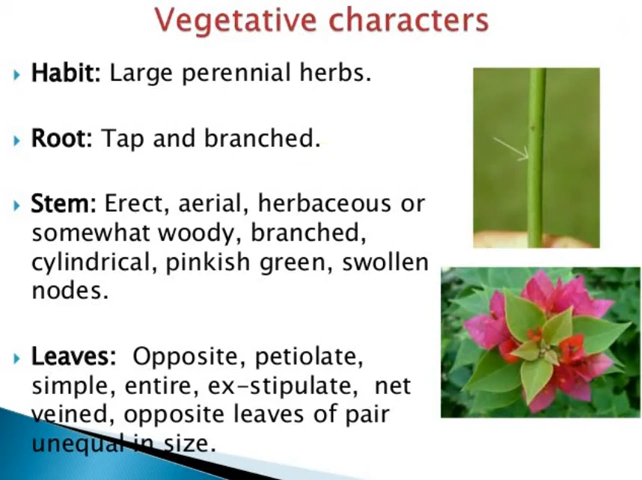 Vegetative characters
Habit: Large perennial herbs.
Root: Tap and branched.
Stem: Erect, aerial, herbaceous or
somewhat woody, branched,
cylindrical, pinkish green, swollen
nodes.
Leaves: Opposite, petiolate,
simple, entire, ex-stipulate, net
veined, opposite leaves of pair
unequal in size.